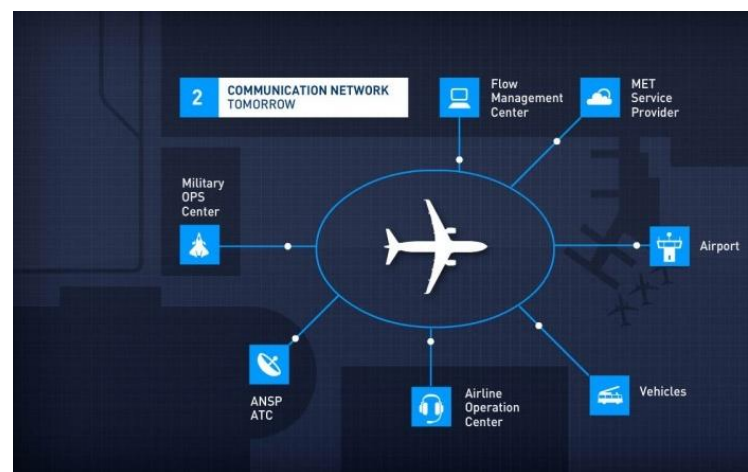 2
COMMUNICATION NETWORK
TOMORROW
Flow
Management
Center
MET
Service
Provider
Military
OPS
Center
Airport
ANSP
ATC
Airline
Operation
Center
Vehicles